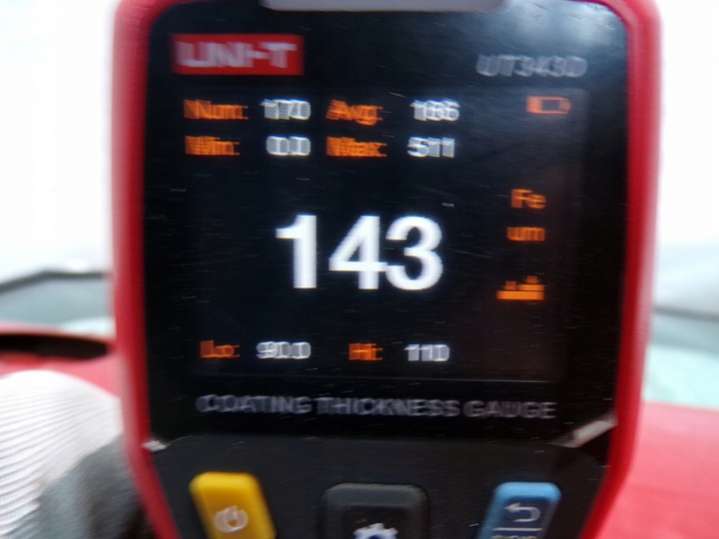 UNI-T UT343D
Num: 170 Avg: 166
Min: 0.0 Max: 511
Fe
um
143
Lo: 90.0 Hi: 110
COATING THICKNESS GAUGE